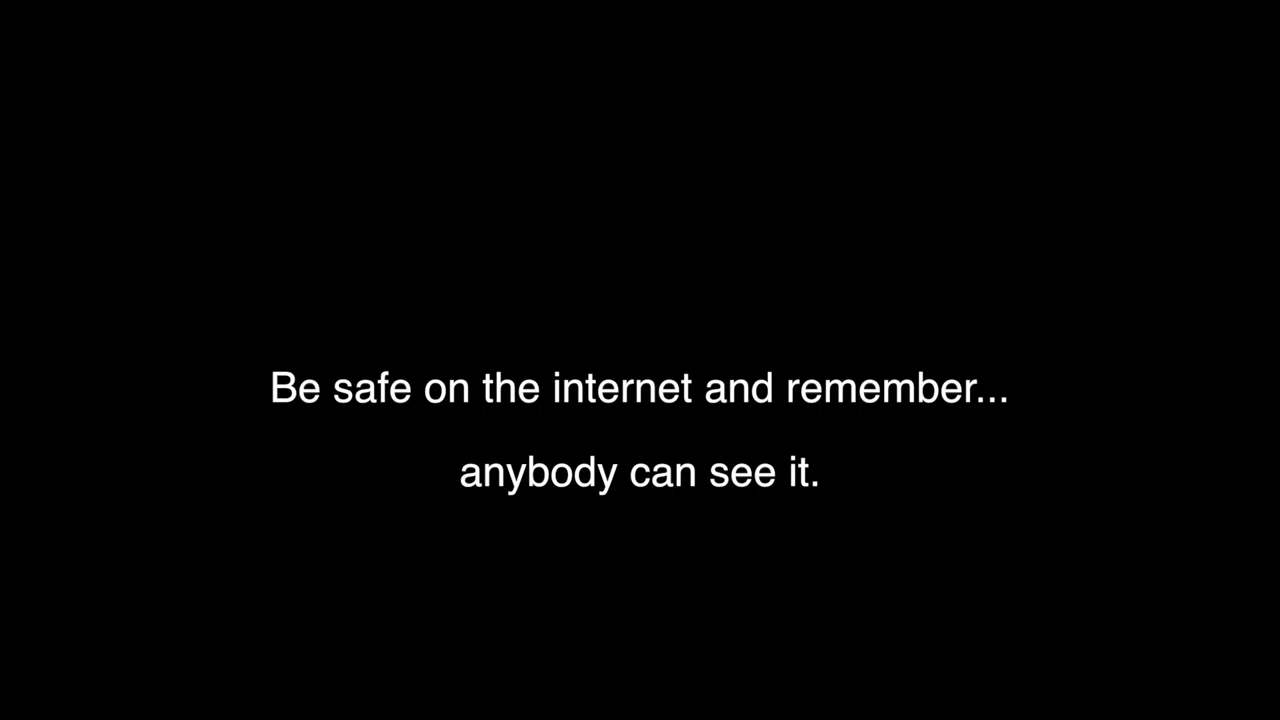 Be safe on the internet and remember...
anybody can see it.